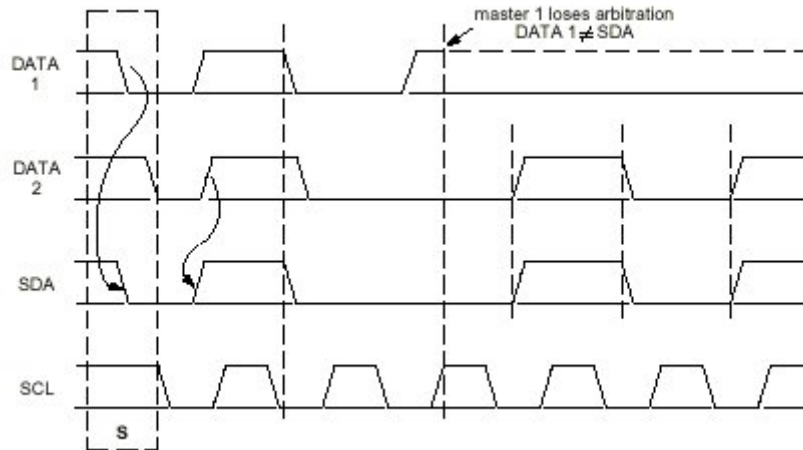 master 1 loses arbitration
DATA 1 ≠ SDA
DATA
1
DATA
2
SDA
SCL
S